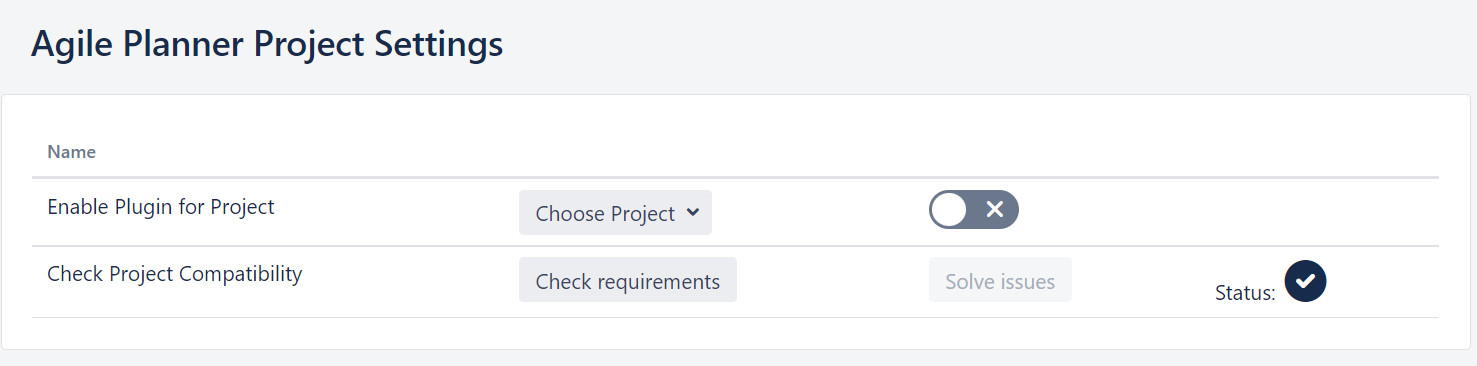 Agile Planner Project Settings
Name
Enable Plugin for Project
Choose Project
Check Project Compatibility
Check requirements
Solve issues
Status: